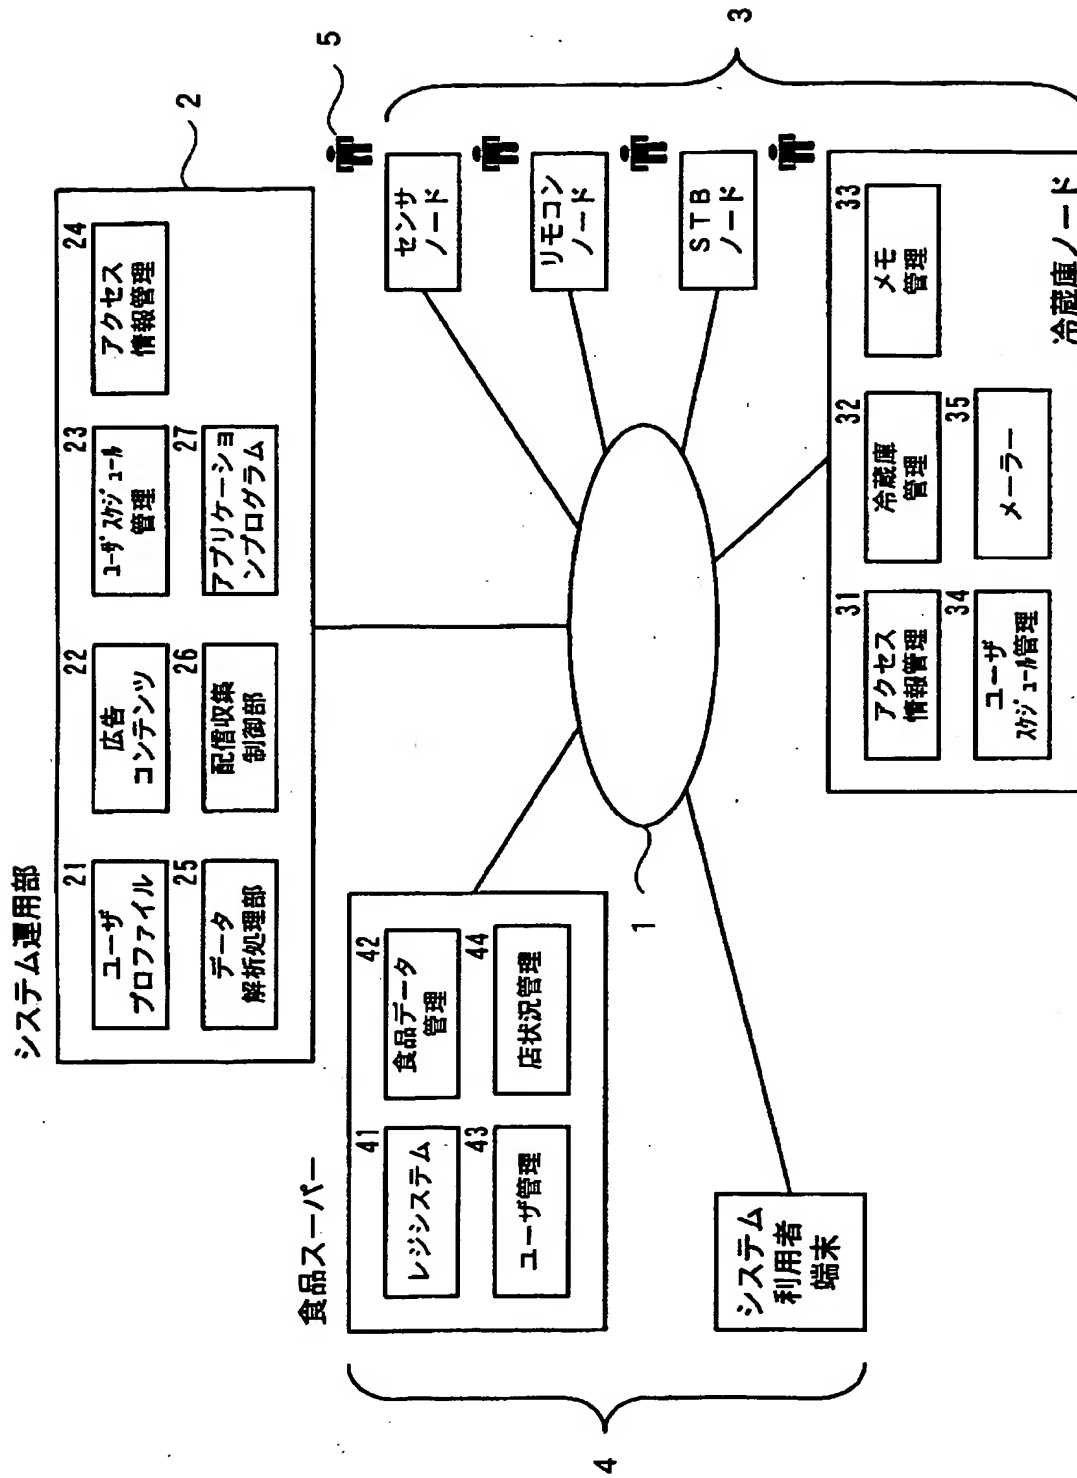 システム運用部
2
21
ユーザ
プロファイル
22
広告
コンテンツ
23
ユーザスケジュール
管理
24
アクセス
情報管理
25
データ
解析処理部
26
配信収集
制御部
27
アプリケーショ
ンプログラム
食品スーパー
41
レジシステム
42
食品データ
管理
43
ユーザ管理
44
店状況管理
システム
利用者
端末
4
1
5
センサ
ノード
リモコン
ノード
STB
ノード
3
31
アクセス
情報管理
32
冷蔵庫
管理
33
メモ
管理
34
ユーザ
スケジュール管理
35
メーラー
冷蔵庫ノード